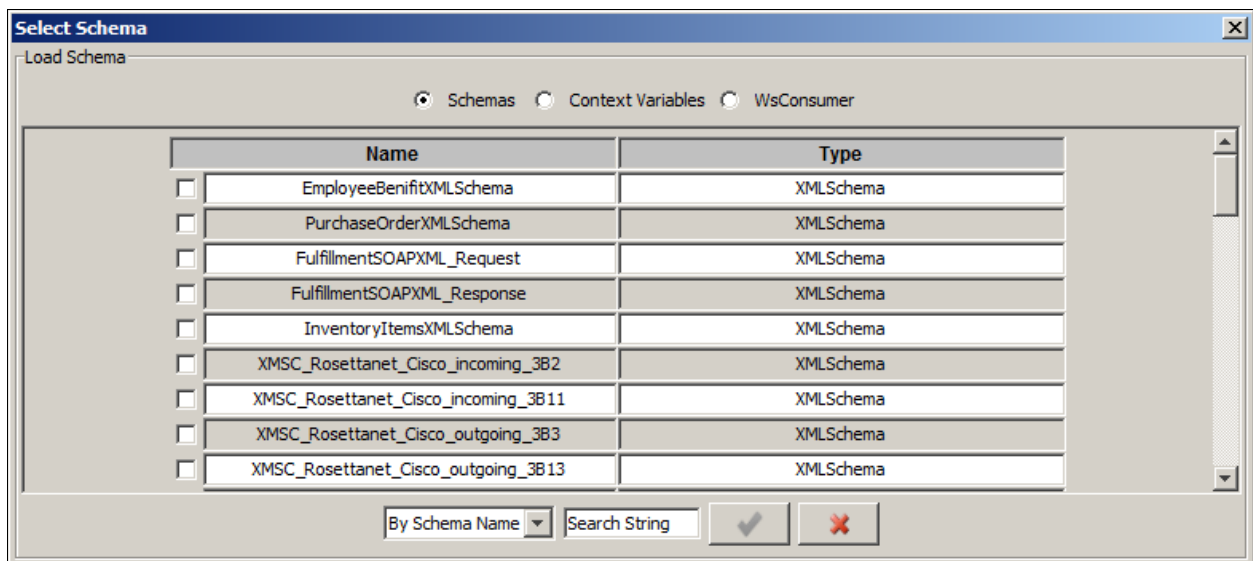 Select Schema
Load Schema
Schemas Context Variables WsConsumer
Name Type
EmployeeBenifitXMLSchema XMLSchema
PurchaseOrderXMLSchema XMLSchema
FulfillmentSOAPXML_Request XMLSchema
FulfillmentSOAPXML_Response XMLSchema
InventoryItemsXMLSchema XMLSchema
XMSC_Rosettanet_Cisco_incoming_3B2 XMLSchema
XMSC_Rosettanet_Cisco_incoming_3B11 XMLSchema
XMSC_Rosettanet_Cisco_outgoing_3B3 XMLSchema
XMSC_Rosettanet_Cisco_outgoing_3B13 XMLSchema
By Schema Name Search String